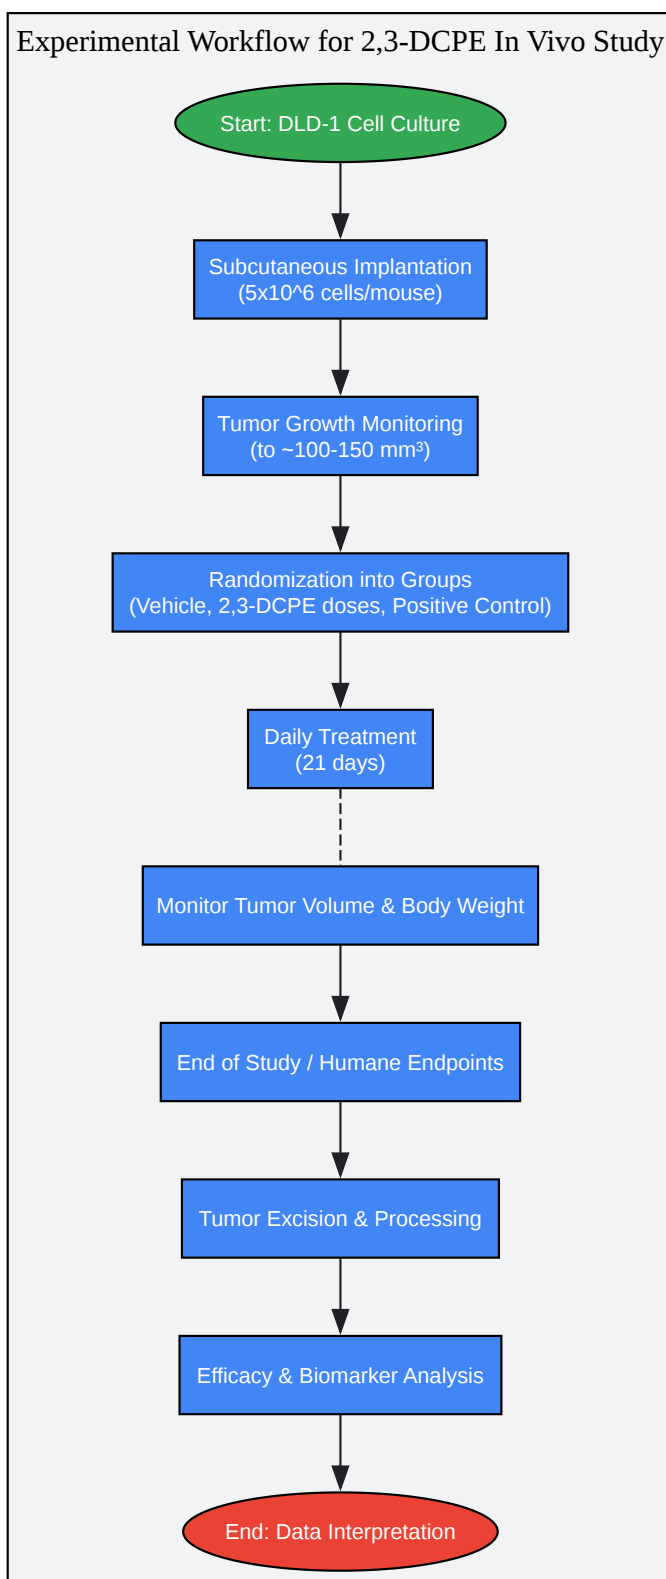 Experimental Workflow for 2,3-DCPE In Vivo Study
Start: DLD-1 Cell Culture
Subcutaneous Implantation
(5x10^6 cells/mouse)
Tumor Growth Monitoring
(to ~100-150 mm³)
Randomization into Groups
(Vehicle, 2,3-DCPE doses, Positive Control)
Daily Treatment
(21 days)
Monitor Tumor Volume & Body Weight
End of Study / Humane Endpoints
Tumor Excision & Processing
Efficacy & Biomarker Analysis
End: Data Interpretation